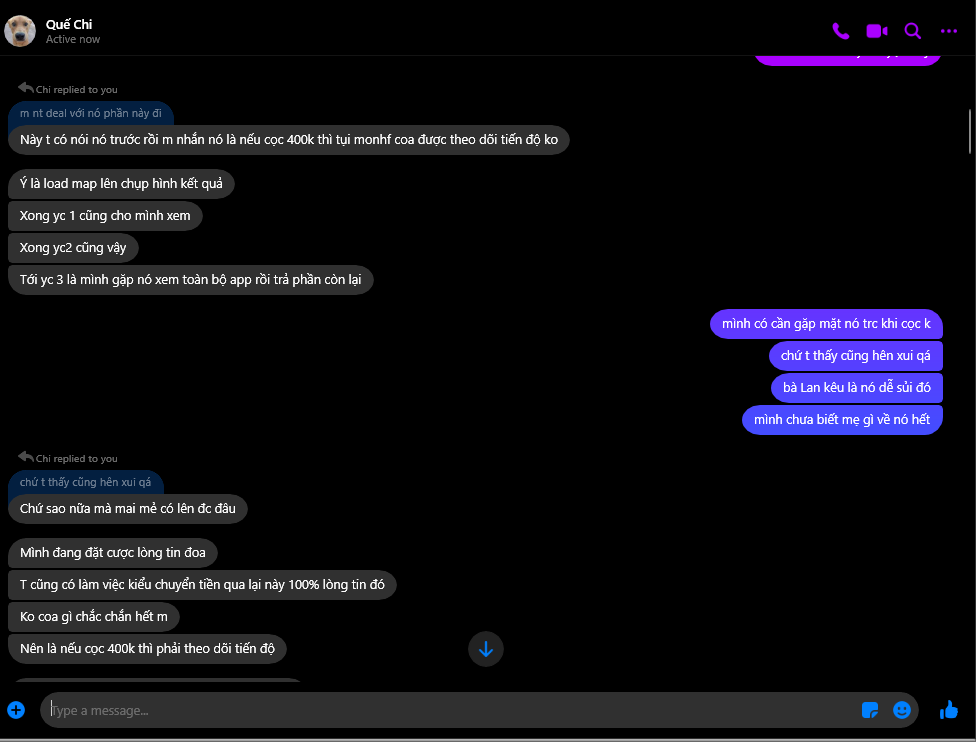 Quế Chi
Active now
Chi replied to you
m nt deal với nó phần này đi
Này t có nói nó trước rồi m nhắn nó là nếu cọc 400k thì tụi monhf coa được theo dõi tiến độ ko
Ý là load map lên chụp hình kết quả
Xong yc 1 cũng cho mình xem
Xong yc2 cũng vậy
Tới yc 3 là mình gặp nó xem toàn bộ app rồi trả phần còn lại
mình có cần gặp mặt nó trc khi cọc k
chứ t thấy cũng hên xui qá
bà Lan kêu là nó dễ sủi đó
mình chưa biết mẹ gì về nó hết
Chi replied to you
chứ t thấy cũng hên xui qá
Chứ sao nữa mà mai mẻ có lên đc đâu
Mình đang đặt cược lòng tin đoa
T cũng có làm việc kiểu chuyển tiền qua lại này 100% lòng tin đó
Ko coa gì chắc chắn hết m
Nên là nếu cọc 400k thì phải theo dõi tiến độ
Type a message...